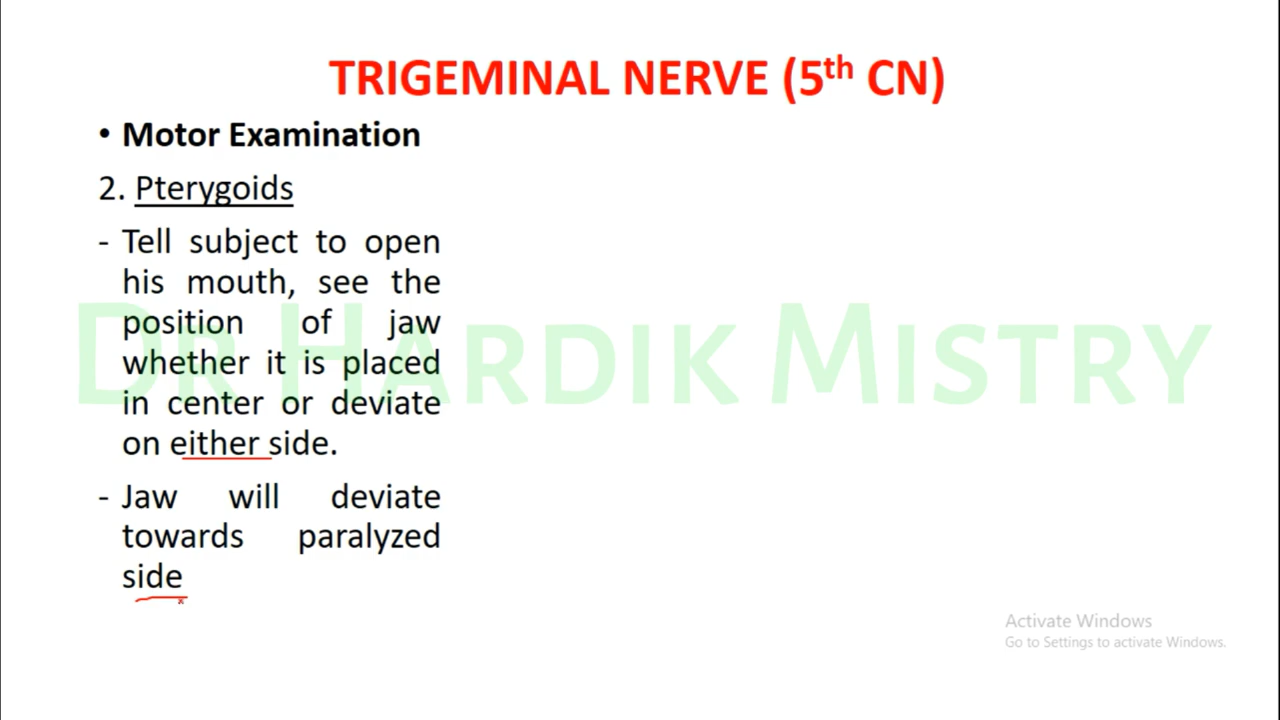 TRIGEMINAL NERVE (5th CN)
• Motor Examination
2. Pterygoids
- Tell subject to open
his mouth, see the
position of jaw
whether it is placed
in center or deviate
on either side.
- Jaw will deviate
towards paralyzed
side
DR HARDIK MISTRY
Activate Windows
Go to Settings to activate Windows.